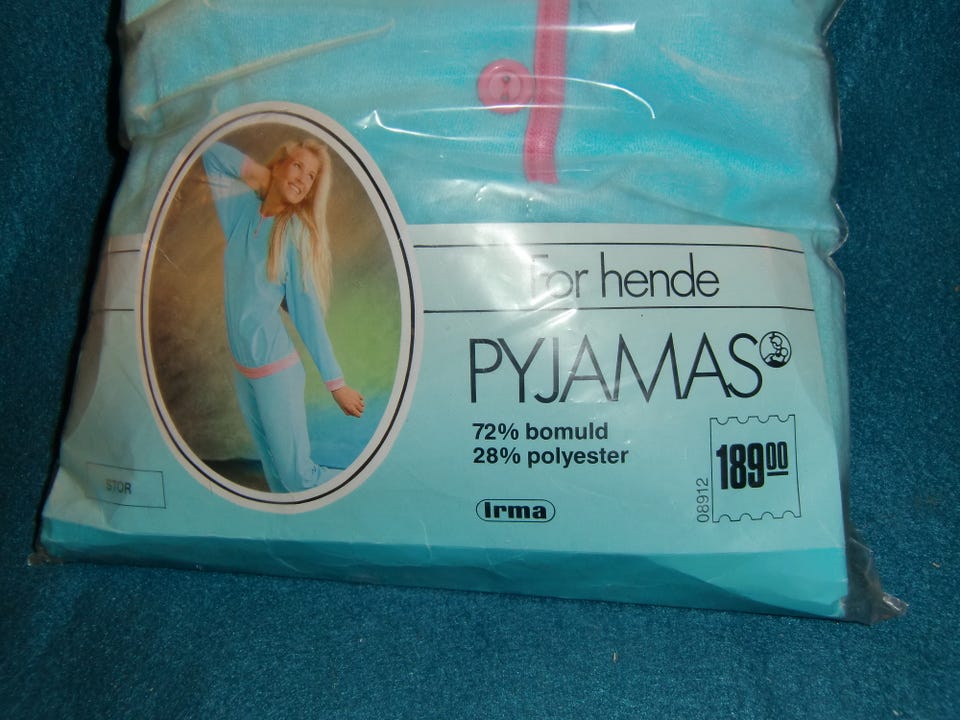 For hende
PYJAMAS
72% bomuld
28% polyester
Irma
08912
18900
STOR